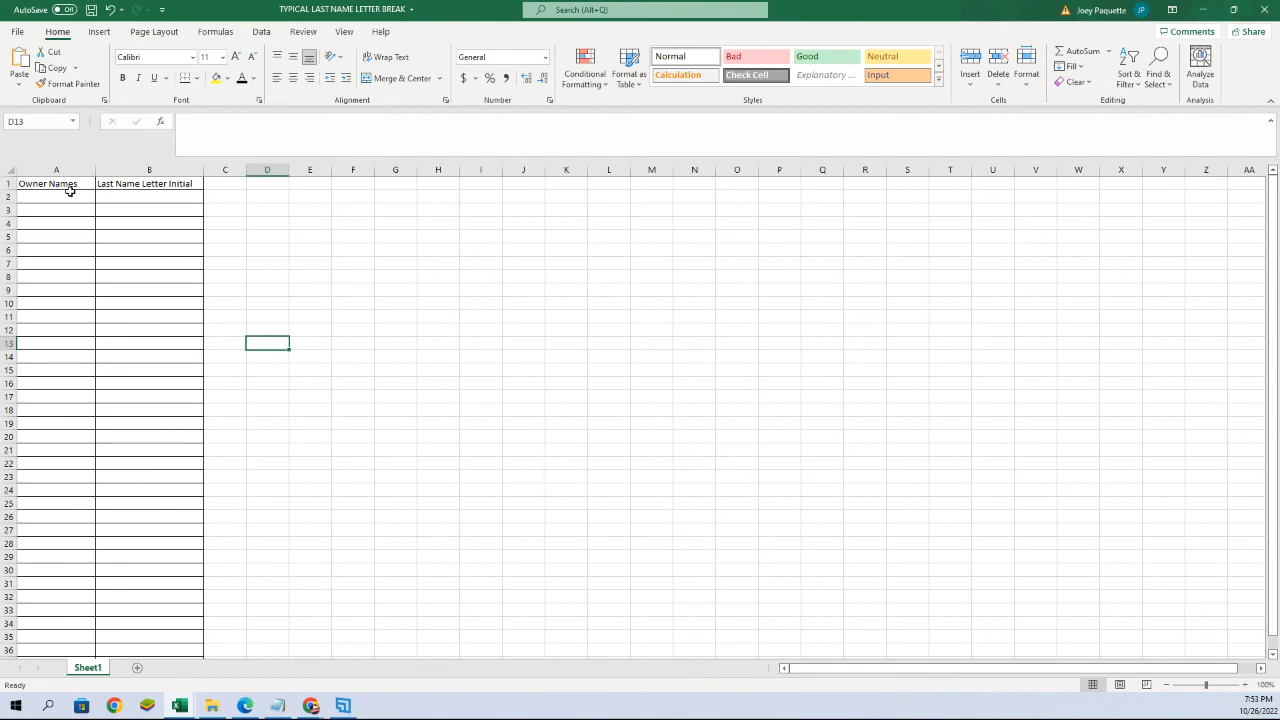 AutoSave Off TYPICAL LAST NAME LETTER BREAK Search (Alt+Q) Joey Paquette JP
File Home Insert Page Layout Formulas Data Review View Help Comments Share
Cut
Copy
Format Painter
Paste
Clipboard
Calibri 11
B I U
Font
Wrap Text
Merge & Center
Alignment
General
$ % ,
Number
Conditional Formatting
Format as Table
Normal Bad Good Neutral
Calculation Check Cell Explanatory ... Input
Styles
Insert Delete Format
Cells
AutoSum
Fill
Clear
Sort & Filter
Find & Select
Editing
Analyze Data
Analysis
D13 fx
A B C D E F G H I J K L M N O P Q R S T U V W X Y Z AA
1 Owner Names Last Name Letter Initial
2
3
4
5
6
7
8
9
10
11
12
13
14
15
16
17
18
19
20
21
22
23
24
25
26
27
28
29
30
31
32
33
34
35
36
Sheet1
Ready 100%
7:53 PM
10/26/2022